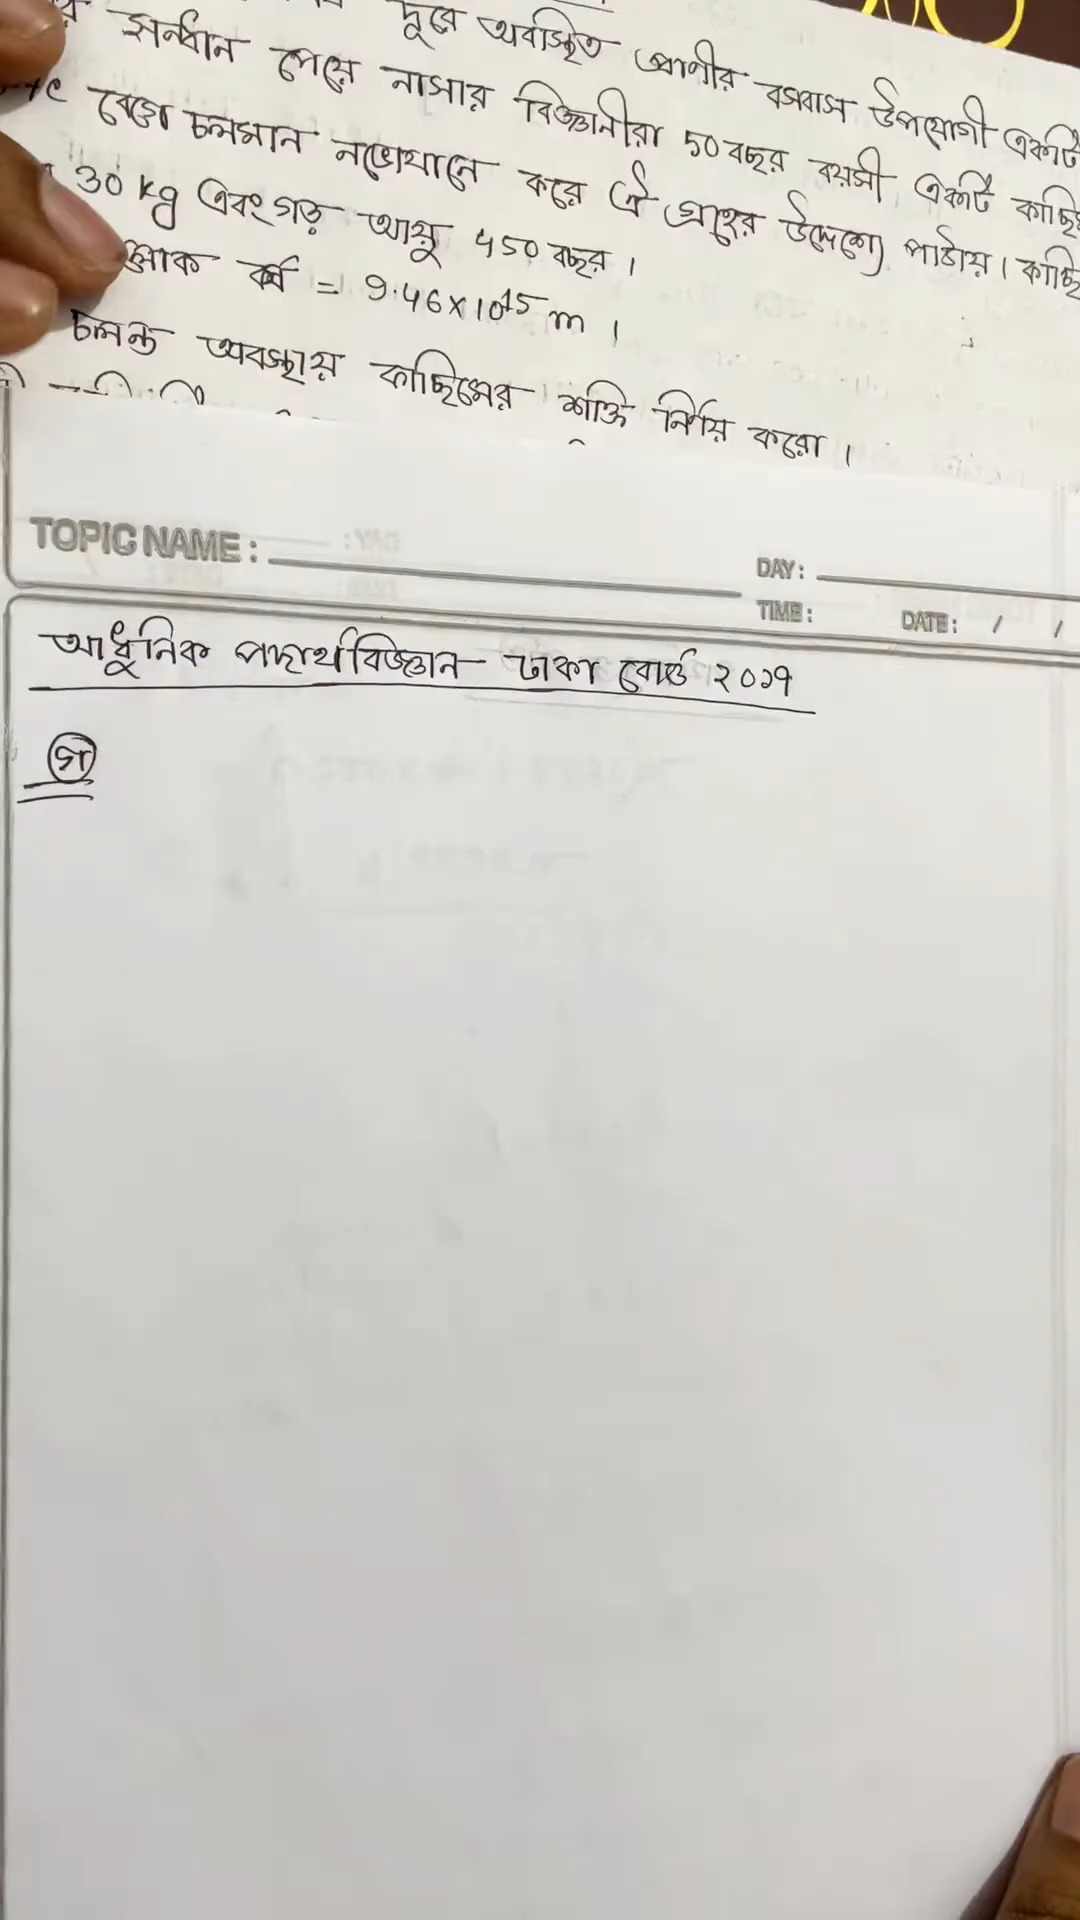 দূরে অবস্থিত প্রাণীর বসবাস উপযোগী একটি
সন্ধান পেয়ে নাসার বিজ্ঞানীরা 50 বছর বয়সী একটি
বেগে চলমান নভোযানে করে ঐ গ্রহের উদ্দেশ্যে পাঠায়।
30 kg এবং গড় আয়ু 450 বছর।
বর্ষ = 9.46×10^15 m ।
চলন্ত অবস্থায় কাছিমের শক্তি নির্ণয় করো।
TOPIC NAME :
DAY :
TIME :
DATE : / /
আধুনিক পদার্থবিজ্ঞান - ঢাকা বোর্ড ২০১৭
গ